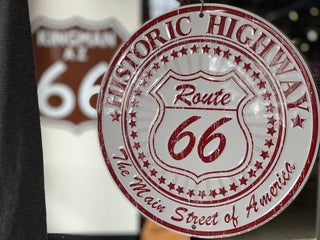 KINGMAN
AZ
66
HISTORIC HIGHWAY
Route
66
The Main Street of America